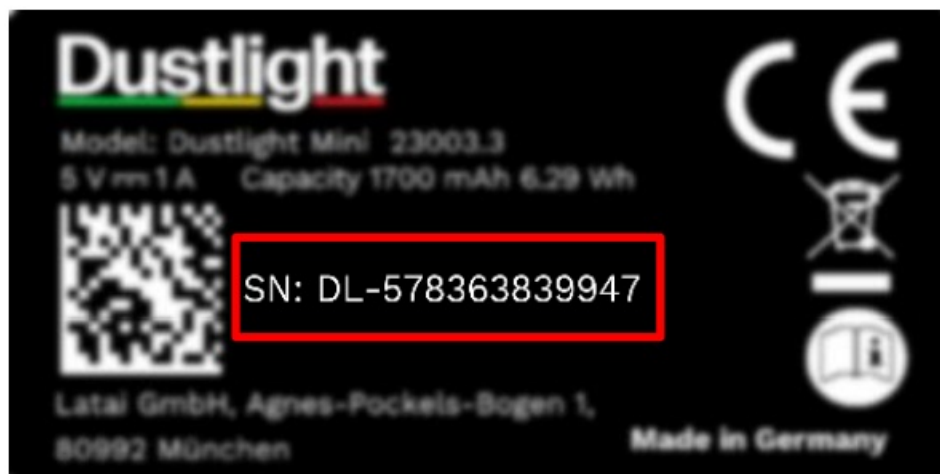 Dustlight
CE
Model: Dustlight Mini 23003.3
5 V⎓1 A Capacity 1700 mAh 6.29 Wh
SN: DL-578363839947
i
Latai GmbH, Agnes-Pockels-Bogen 1,
80992 München
Made in Germany